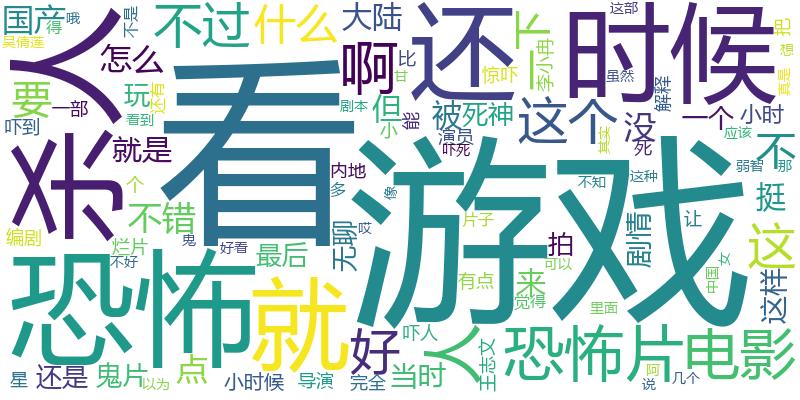 国产
得
哦
吴倩莲
不是
杀人
怎么
要
玩
还有
一部
吓到
看到
就是
不过
什么
大陆
比
惊吓
甘
啊
还
下
李小冉
时候
这部
虽然
想
把
真是
解释
看
剧本
但
小
能
被
死神
演员
吓死
这个
其实
没
死
一个
小时
应该
不
弱智
那
个
不错
内地
多
像
游戏
不知
这种
挺
编剧
烂片
鬼
不好
好看
最后
无聊
哎
片子
有点
觉得
来
拍
可以
剧情
让
中国
女
这
这样
里面
恐怖
就
好
吓人
人
王志文
恐怖片
电影
星
还是
鬼片
以为
点
小时候
导演
完全
当时
阿
说
几个